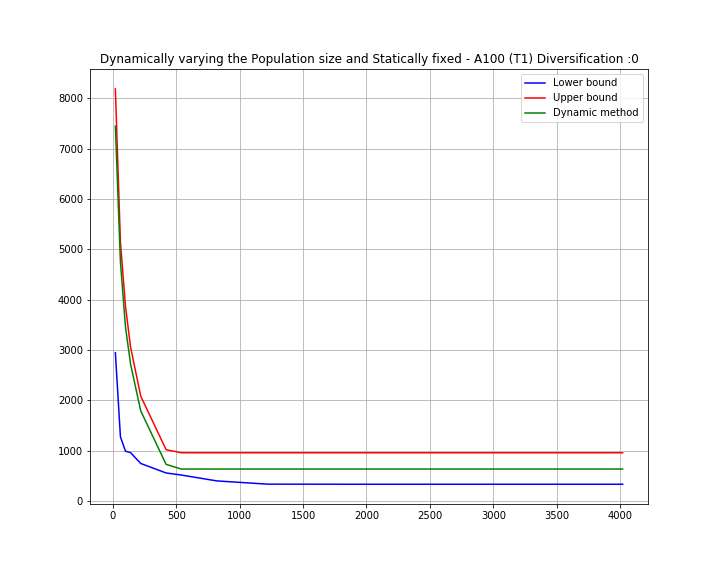 Dynamically varying the Population size and Statically fixed - A100 (T1) Diversification :0
Lower bound
Upper bound
Dynamic method
8000
7000
6000
5000
4000
3000
2000
1000
0
0 500 1000 1500 2000 2500 3000 3500 4000